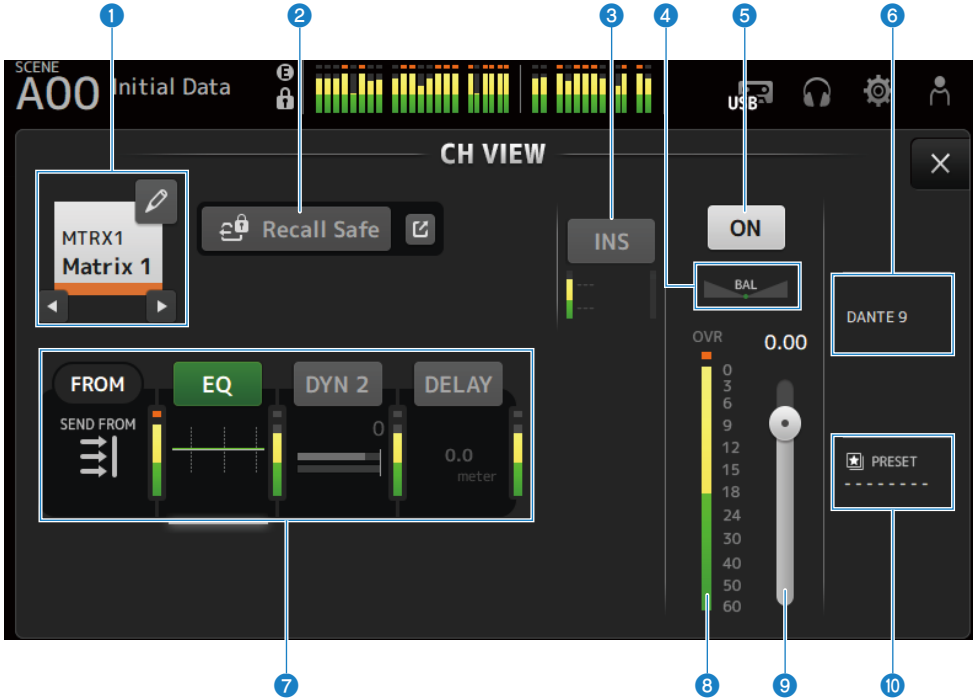 1 2 3 4 5 6
SCENE
A00 Initial Data E USB
CH VIEW
MTRX1
Matrix 1
Recall Safe
INS
---
---
ON
BAL
DANTE 9
OVR 0.00
0
3
6
9
12
15
18
24
30
40
50
60
FROM EQ DYN 2 DELAY
SEND FROM
0
0.0
meter
PRESET
--------
7 8 9 10